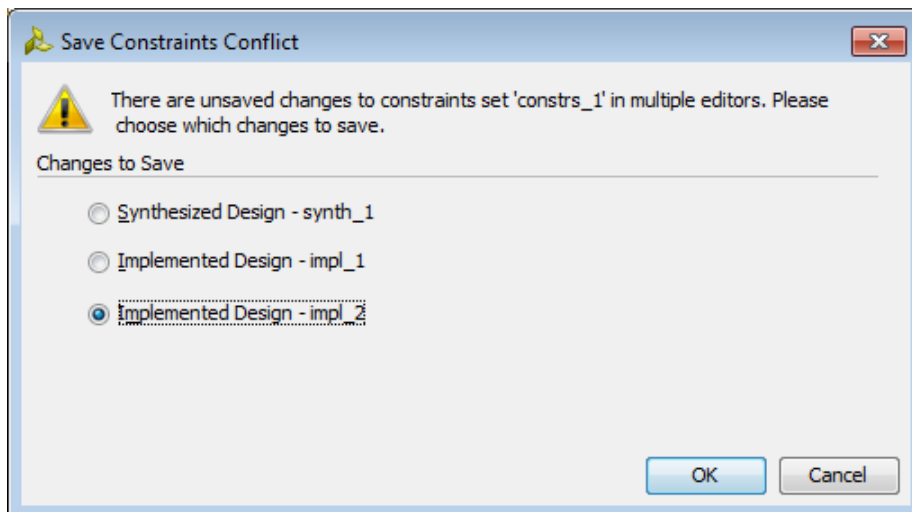 Save Constraints Conflict
There are unsaved changes to constraints set 'constrs_1' in multiple editors. Please
choose which changes to save.
Changes to Save
Synthesized Design - synth_1
Implemented Design - impl_1
Implemented Design - impl_2
OK
Cancel